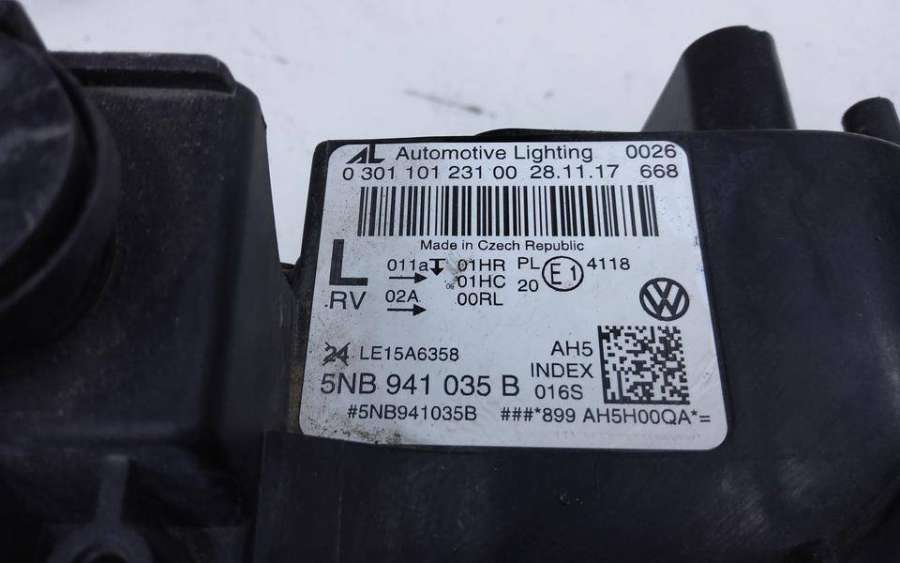 AL Automotive Lighting 0026
0 301 101 231 00 28.11.17 668
Made in Czech Republic
L 011a 01HR PL E1 4118
01HC 20
RV 02A 00RL
24 LE15A6358 AH5
5NB 941 035 B INDEX 016S
#5NB941035B ###*899 AH5H00QA*=